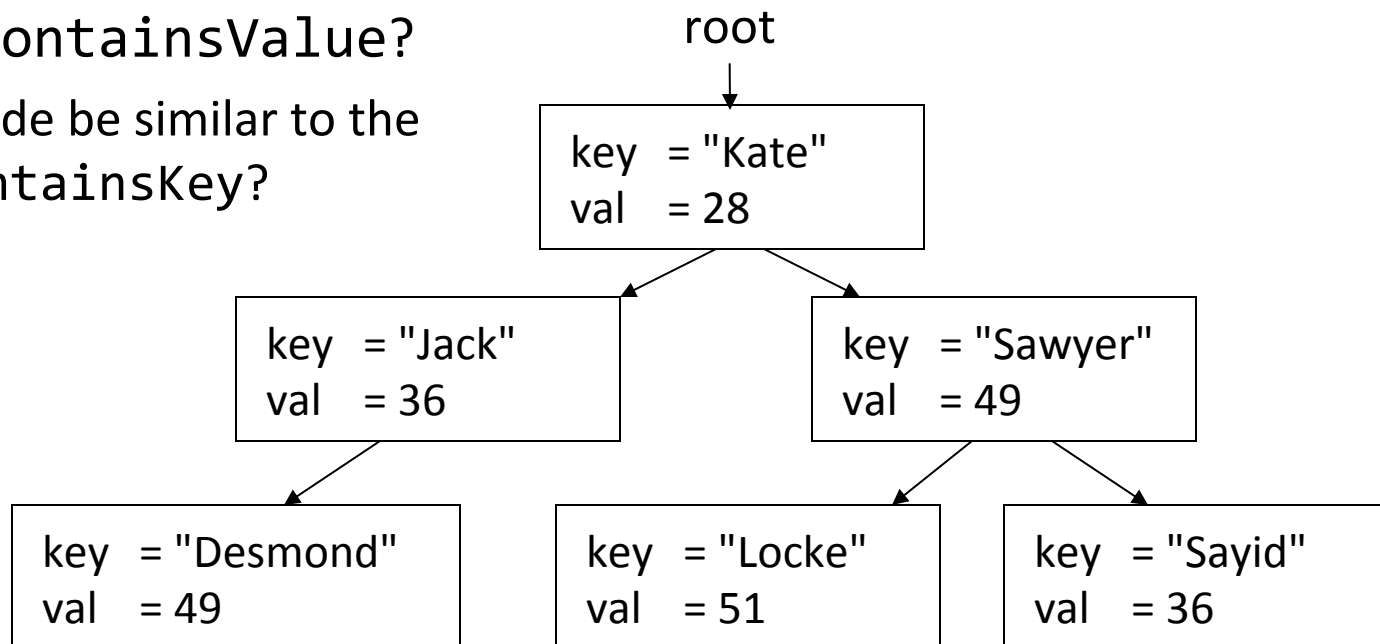 ontainsValue?
de be similar to the
ntainsKey?
root
key = "Kate"
val = 28
key = "Jack"
val = 36
key = "Sawyer"
val = 49
key = "Desmond"
val = 49
key = "Locke"
val = 51
key = "Sayid"
val = 36